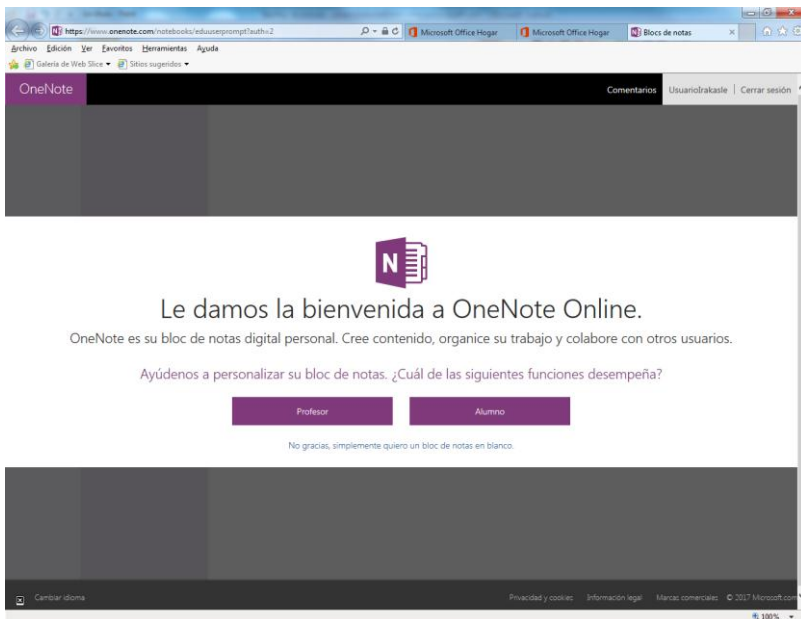 https://www.onenote.com/notebooks/eduuserprompt?auth=2
Microsoft Office Hogar
Microsoft Office Hogar
Blocs de notas
Archivo Edición Ver Favoritos Herramientas Ayuda
Galería de Web Slice Sitios sugeridos
OneNote
Comentarios
UsuarioIrakasle | Cerrar sesión
N
Le damos la bienvenida a OneNote Online.
OneNote es su bloc de notas digital personal. Cree contenido, organice su trabajo y colabore con otros usuarios.
Ayúdenos a personalizar su bloc de notas. ¿Cuál de las siguientes funciones desempeña?
Profesor
Alumno
No gracias, simplemente quiero un bloc de notas en blanco.
Cambiar idioma
Privacidad y cookies Información legal Marcas comerciales © 2017 Microsoft.com
100%